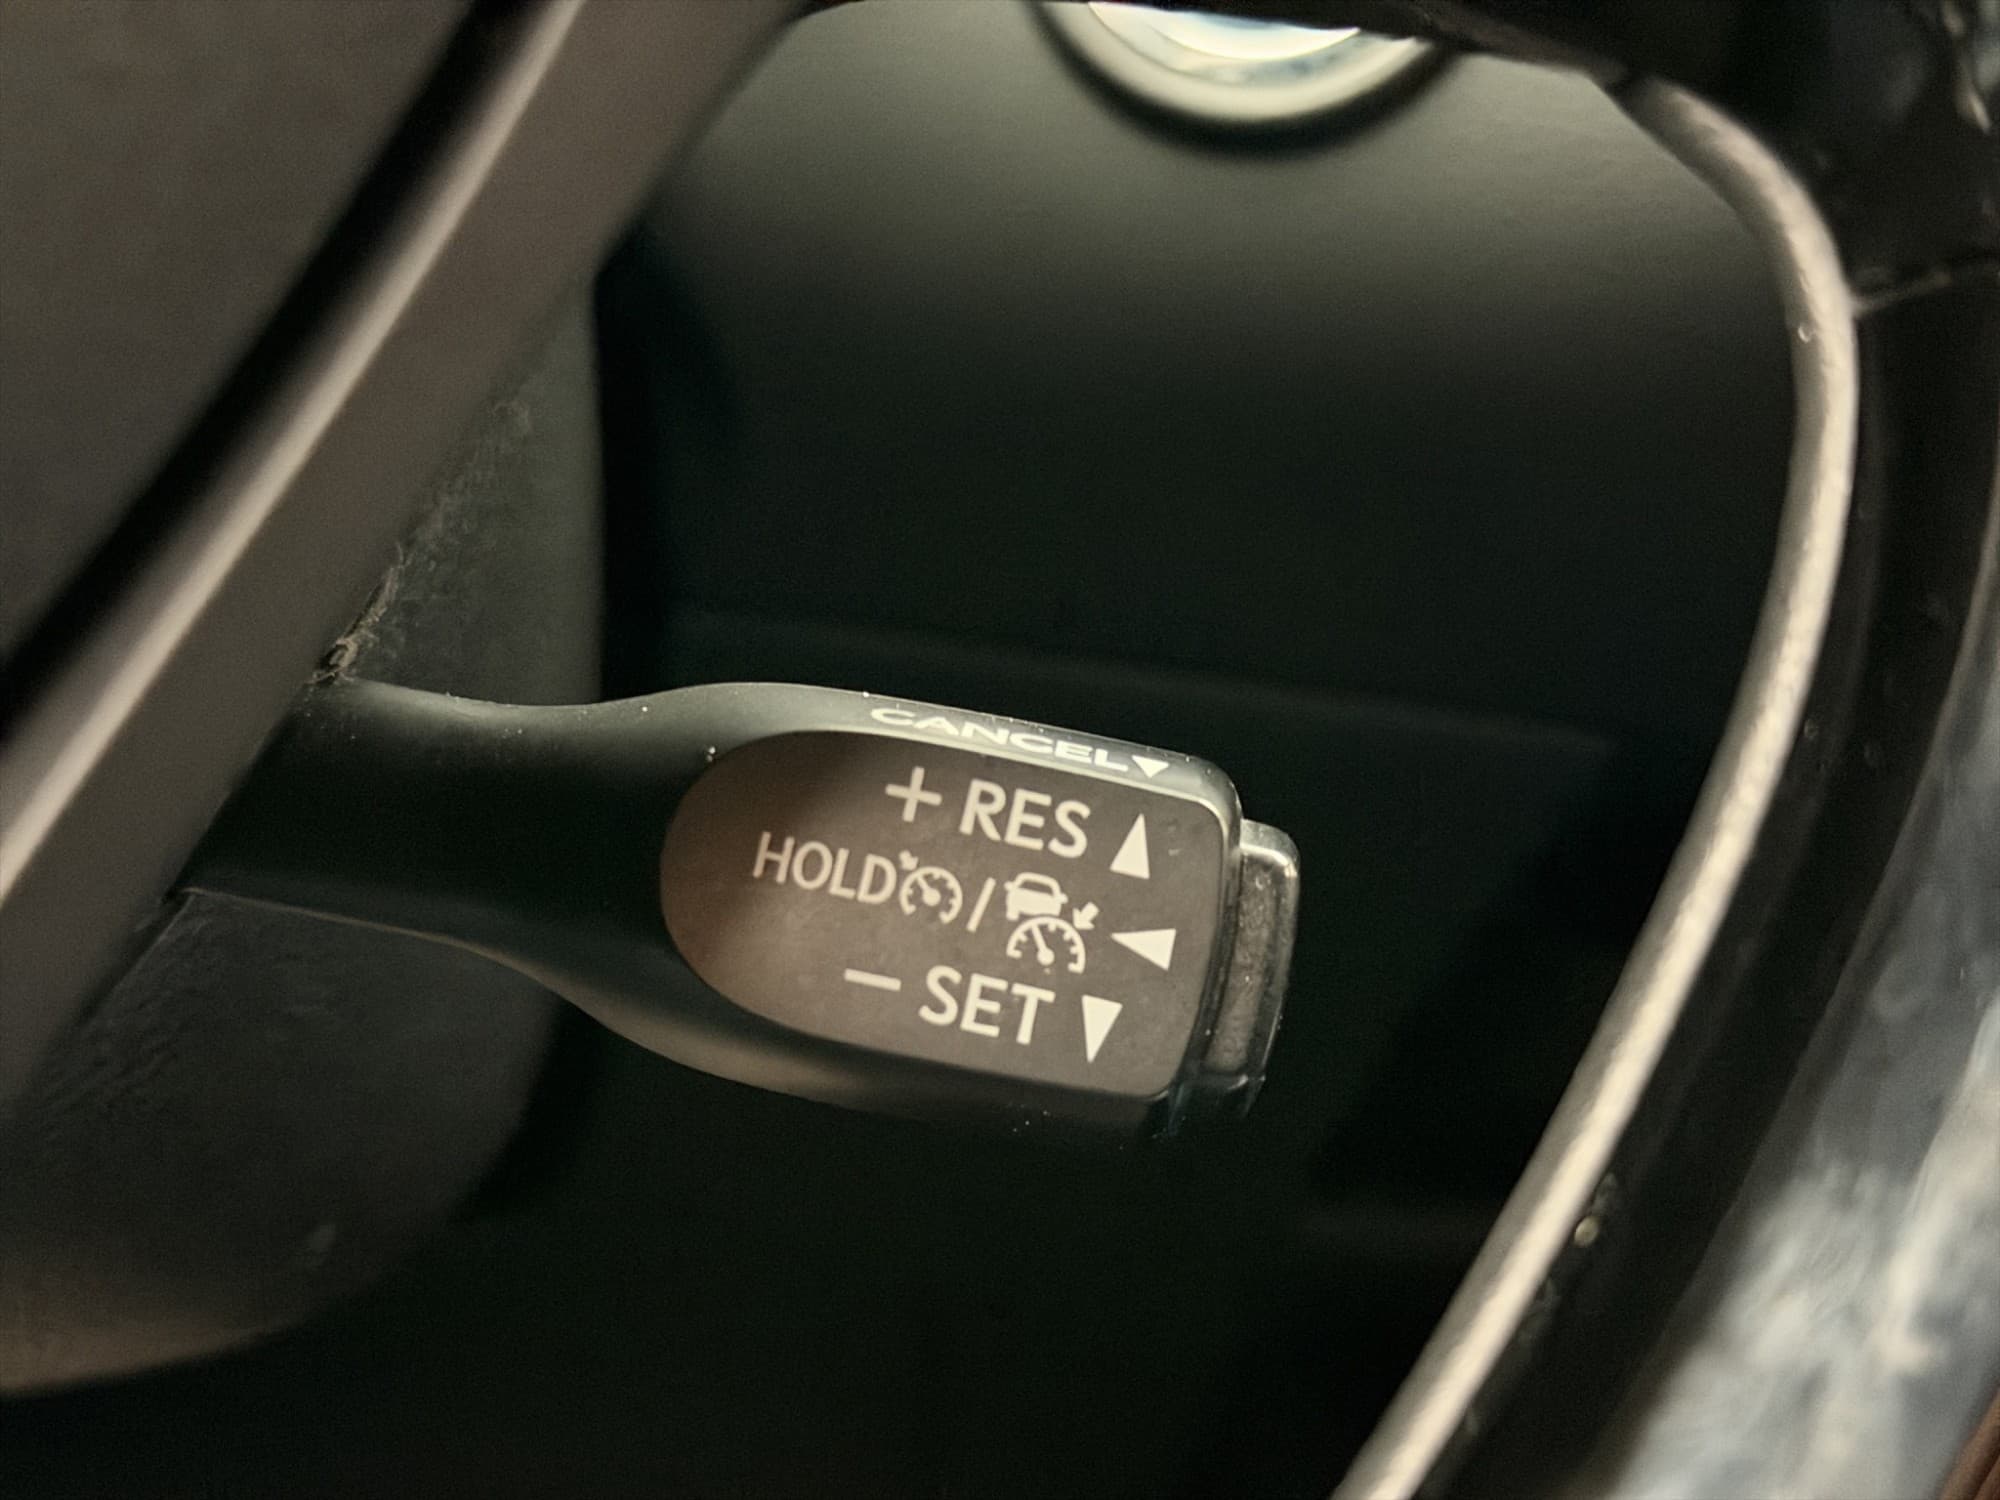 CANCEL▼
+ RES ▲
HOLD / ◀
− SET ▼